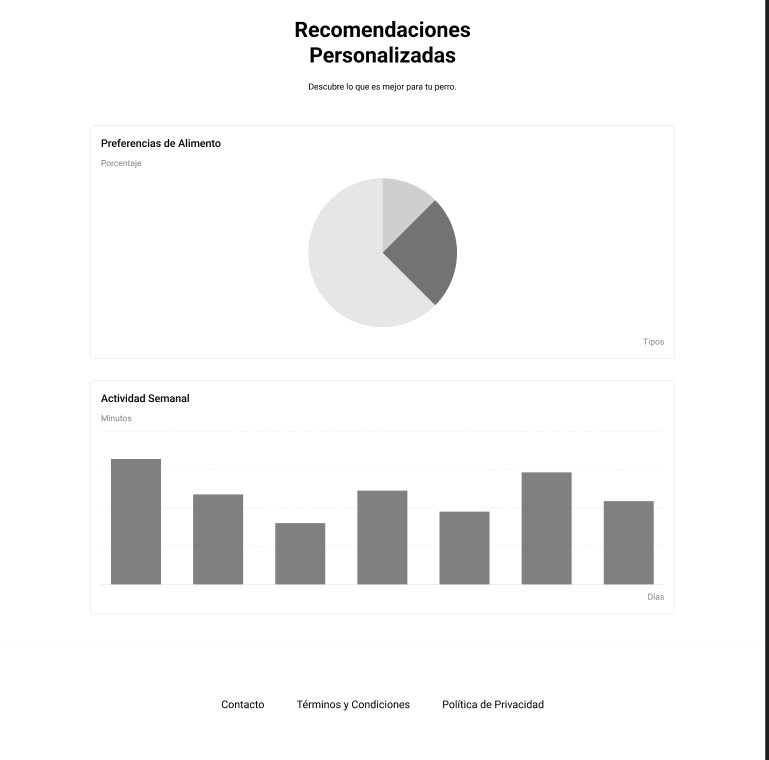 Recomendaciones
Personalizadas
Descubre lo que es mejor para tu perro.
Preferencias de Alimento
Porcentaje
Tipos
Actividad Semanal
Minutos
Días
Contacto Términos y Condiciones Política de Privacidad